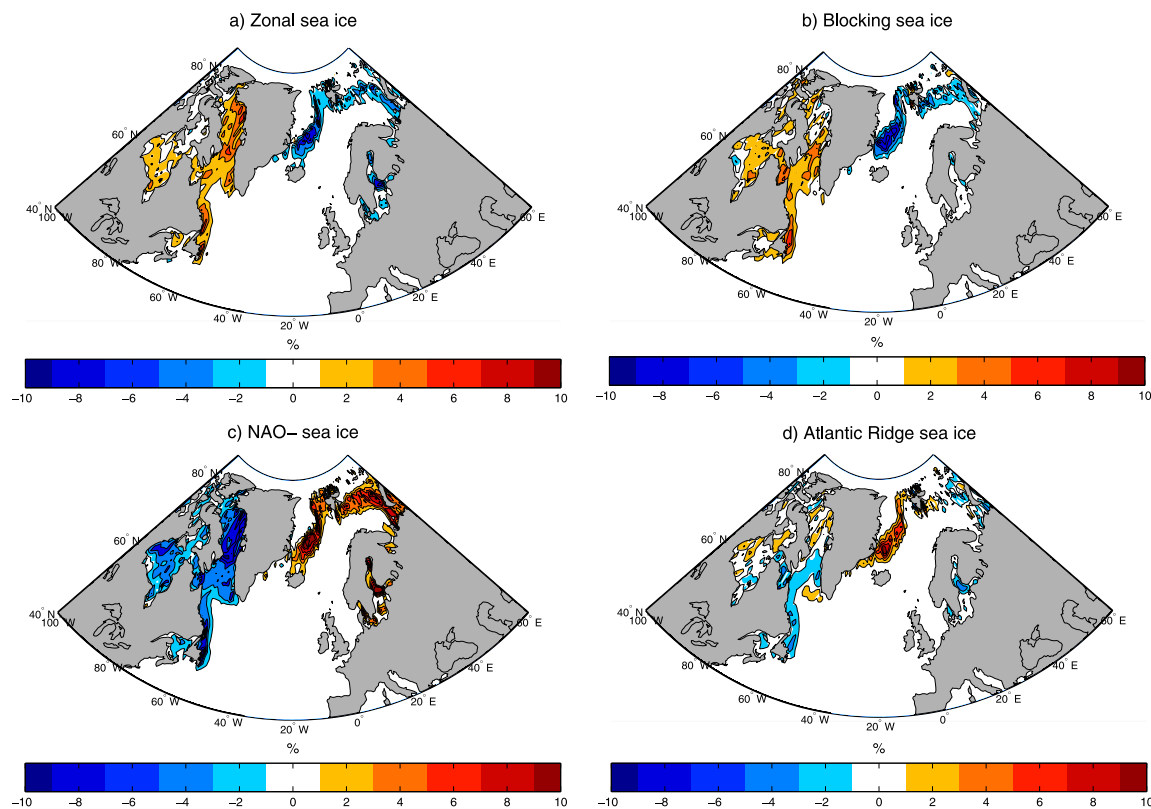 a) Zonal sea ice
80° N
60° N
40° N
100° W
80° W
60° W
40° W
20° W
0°
20° E
40° E
60° E
%
−10 −8 −6 −4 −2 0 2 4 6 8 10
b) Blocking sea ice
80° N
60° N
40° N
100° W
80° W
60° W
40° W
20° W
0°
20° E
40° E
60° E
%
−10 −8 −6 −4 −2 0 2 4 6 8 10
c) NAO− sea ice
80° N
60° N
40° N
100° W
80° W
60° W
40° W
20° W
0°
20° E
40° E
60° E
%
−10 −8 −6 −4 −2 0 2 4 6 8 10
d) Atlantic Ridge sea ice
80° N
60° N
40° N
100° W
80° W
60° W
40° W
20° W
0°
20° E
40° E
60° E
%
−10 −8 −6 −4 −2 0 2 4 6 8 10